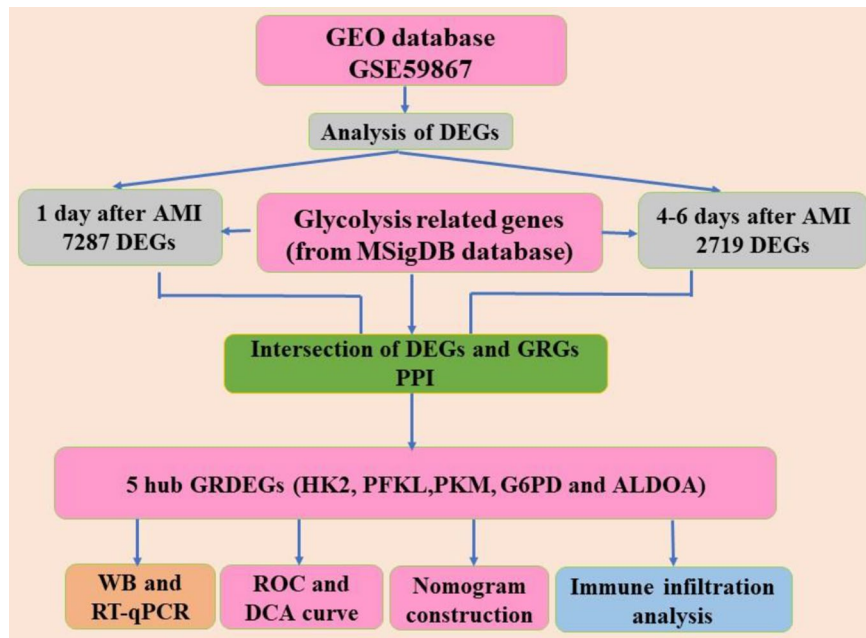 GEO database
GSE59867
Analysis of DEGs
1 day after AMI
7287 DEGs
Glycolysis related genes
(from MSigDB database)
4-6 days after AMI
2719 DEGs
Intersection of DEGs and GRGs
PPI
5 hub GRDEGs (HK2, PFKL,PKM, G6PD and ALDOA)
WB and
RT-qPCR
ROC and
DCA curve
Nomogram
construction
Immune infiltration
analysis